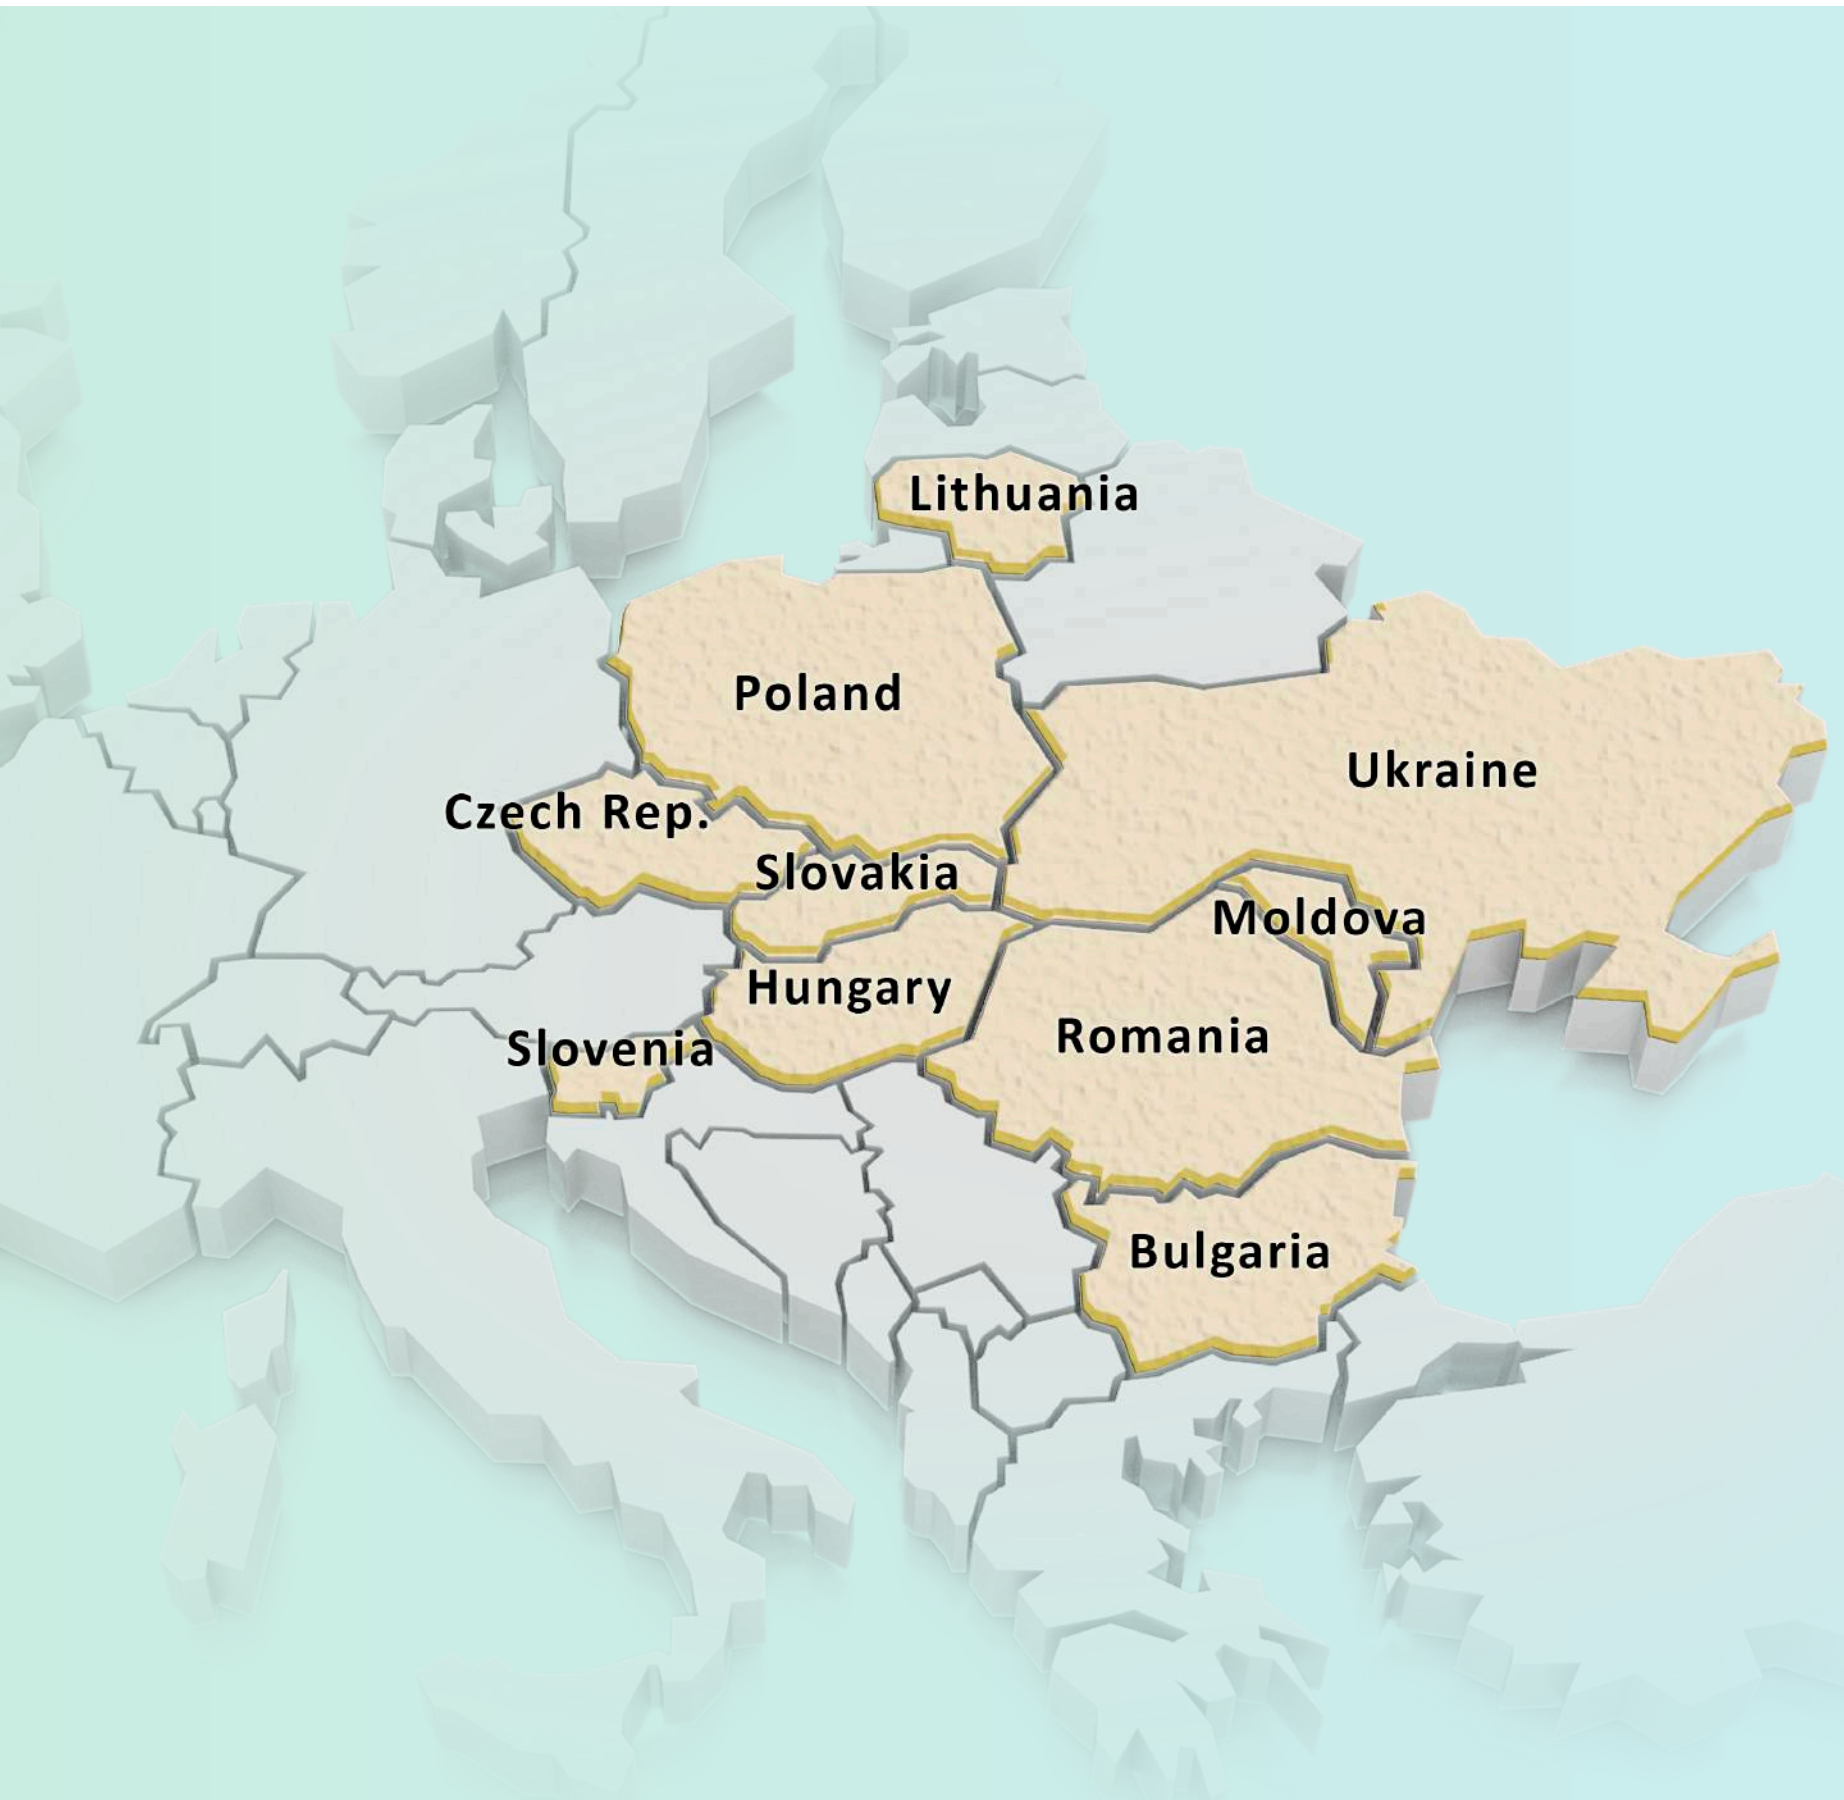 Lithuania
Poland
Ukraine
Czech Rep.
Slovakia
Moldova
Hungary
Romania
Slovenia
Bulgaria